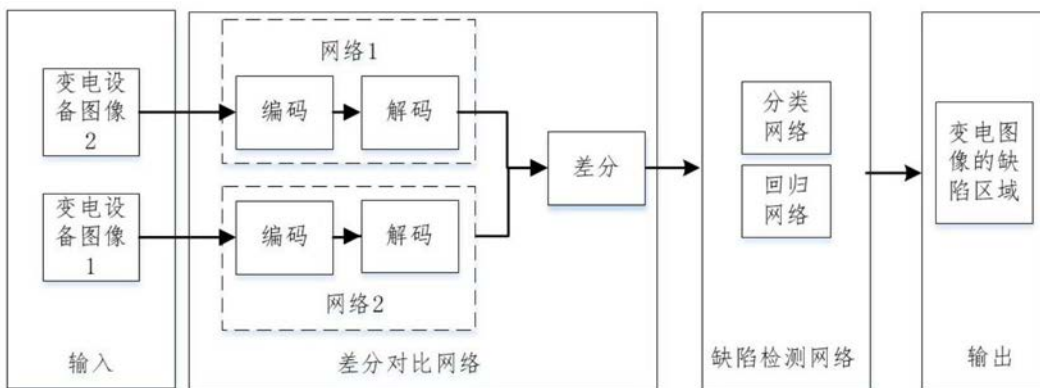 变电设
备图像
2
变电设
备图像
1
输入
网络1
编码
解码
编码
解码
网络2
差分
差分对比网络
分类
网络
回归
网络
缺陷检测网络
变电图
像的缺
陷区域
输出